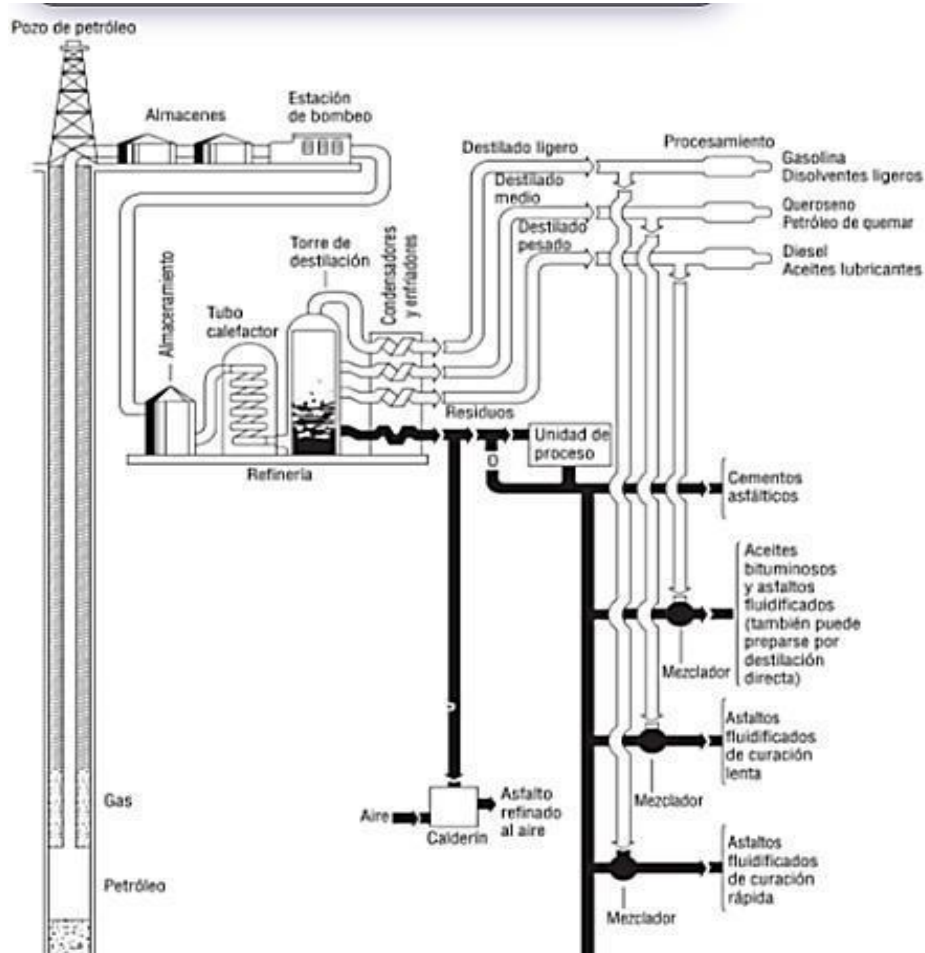 Pozo de petróleo
Almacenes
Estación
de bombeo
Destilado ligero
Procesamiento
Gasolina
Disolventes ligeros
Destilado
medio
Queroseno
Petróleo de quemar
Destilado
pesado
Diesel
Aceites lubricantes
Almacenamiento
Tubo
calefactor
Torre de
destilación
Condensadores
y enfriadores
Residuos
Unidad de
proceso
Refinería
Cementos
asfálticos
Aceites
bituminosos
y asfaltos
fluidificados
(también puede
preparse por
destilación
directa)
Mezclador
Asfaltos
fluidificados
de curación
lenta
Mezclador
Gas
Aire
Calderín
Asfalto
refinado
al aire
Asfaltos
fluidificados
de curación
rápida
Mezclador
Petróleo